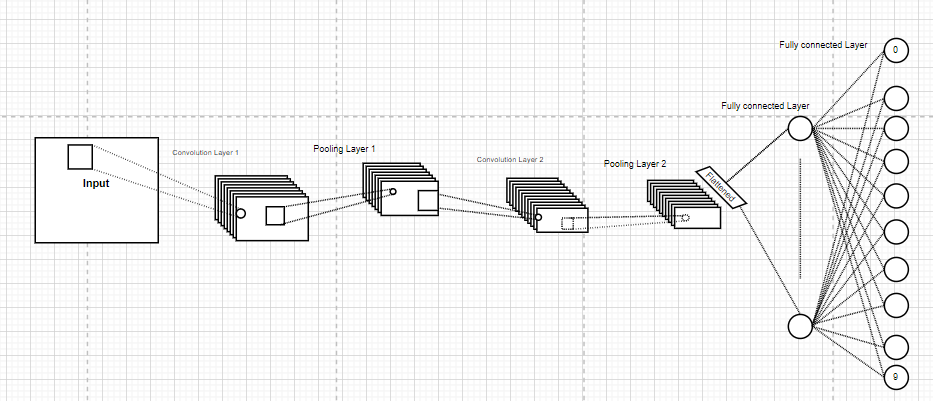 Fully connected Layer
0
Fully connected Layer
Convolution Layer 1
Pooling Layer 1
Convolution Layer 2
Pooling Layer 2
Input
Flattened
9